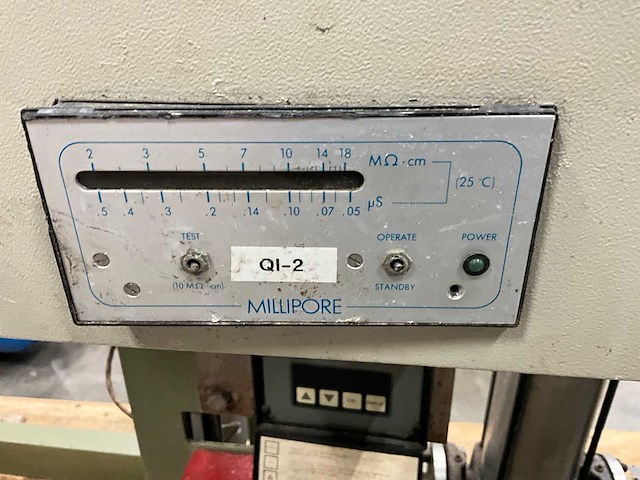 2 3 5 7 10 14 18 MΩ·cm
(25 °C)
.5 .4 .3 .2 .14 .10 .07 .05 µS
TEST OPERATE POWER
QI-2
(10 MΩ·cm) STANDBY
MILLIPORE